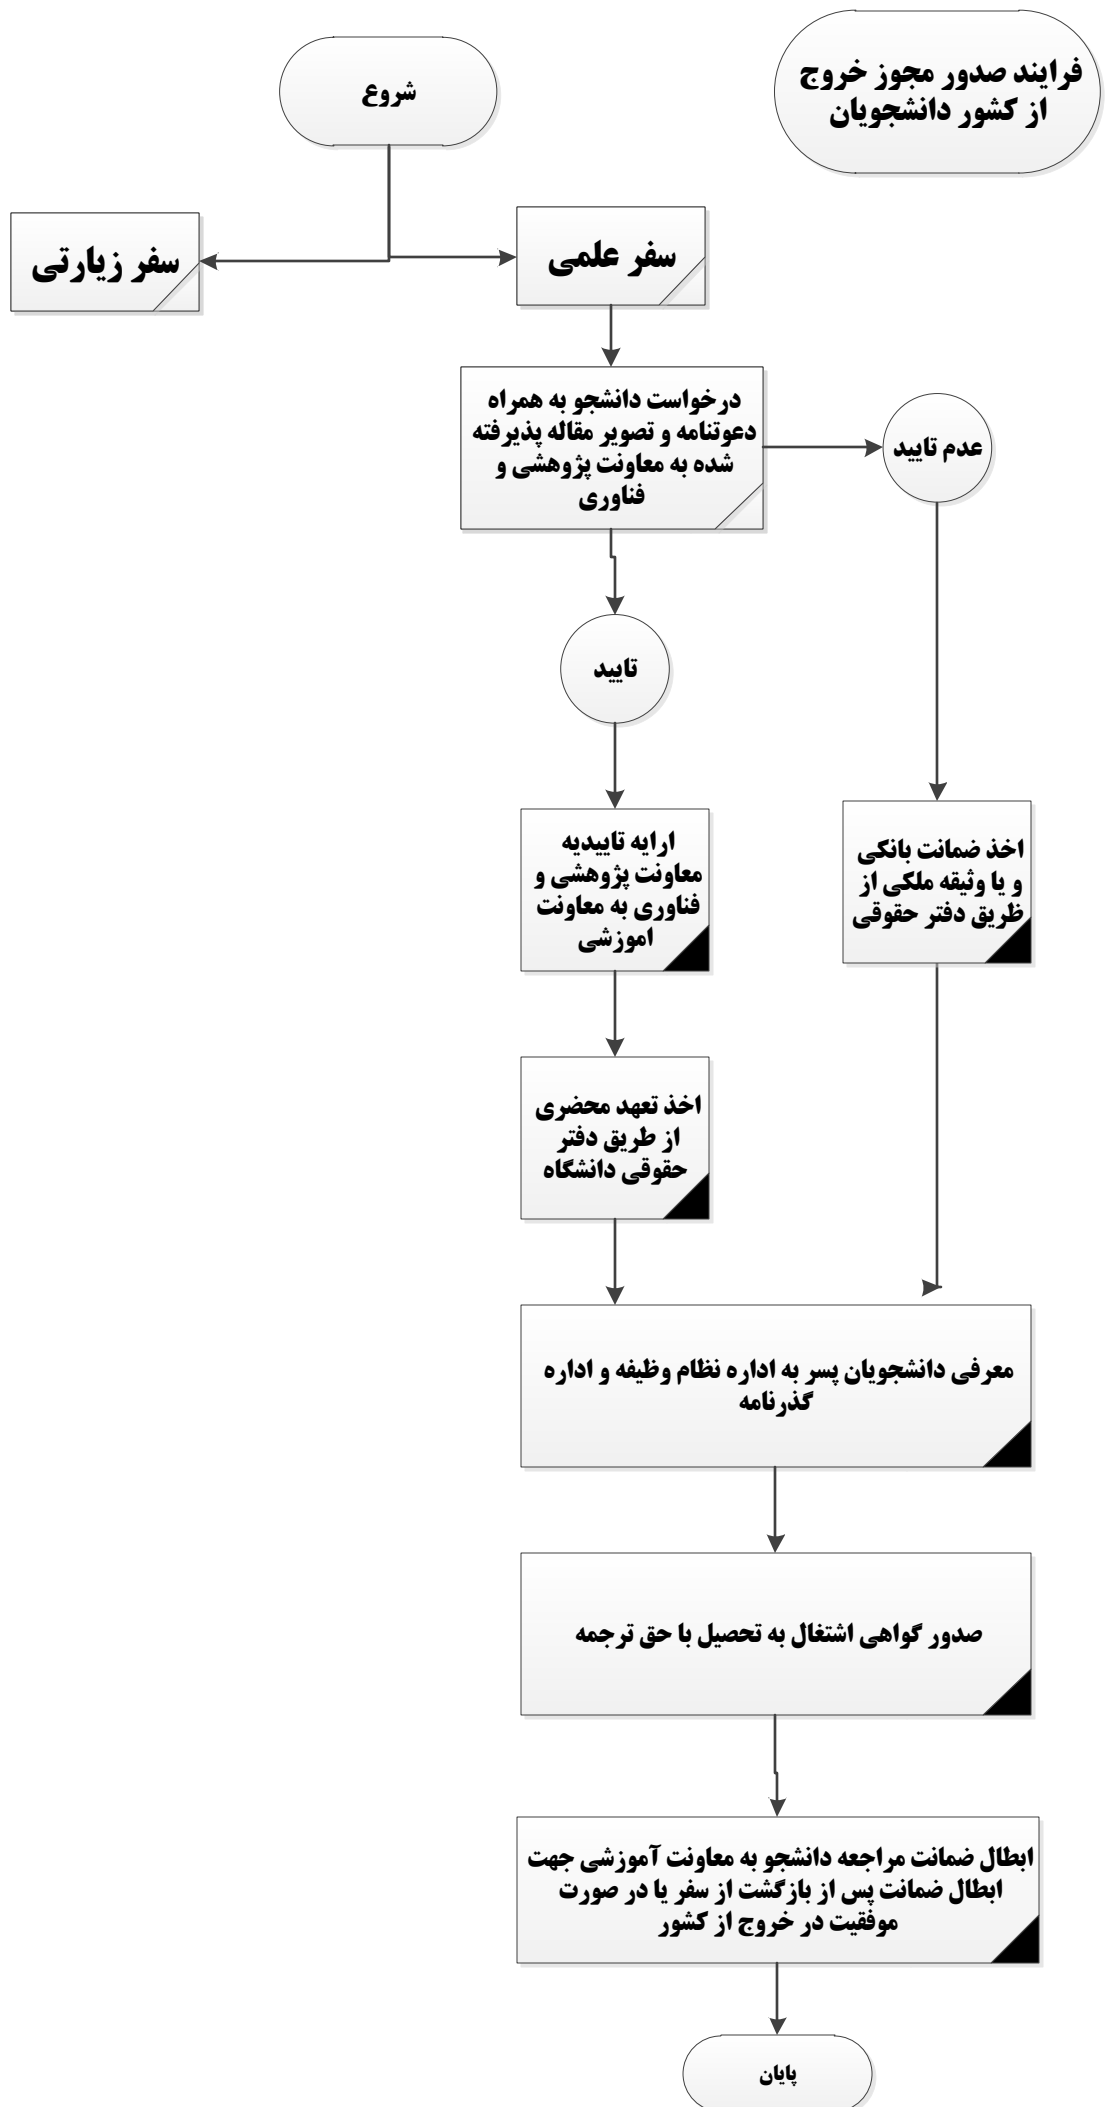 فرایند صدور مجوز خروج
از کشور دانشجویان
شروع
سفر علمی
سفر زیارتی
درخواست دانشجو به همراه
دعوتنامه و تصویر مقاله پذیرفته
شده به معاونت پژوهشی و
فناوری
عدم تایید
تایید
ارایه تاییدیه
معاونت پژوهشی و
فناوری به معاونت
اموزشی
اخذ ضمانت بانکی
و یا وثیقه ملکی از
ظریق دفتر حقوقی
اخذ تعهد محضری
از طریق دفتر
حقوقی دانشگاه
معرفی دانشجویان پسر به اداره نظام وظیفه و اداره
گذرنامه
صدور گواهی اشتغال به تحصیل با حق ترجمه
ابطال ضمانت مراجعه دانشجو به معاونت آموزشی جهت
ابطال ضمانت پس از بازگشت از سفر یا در صورت
موفقیت در خروج از کشور
پایان